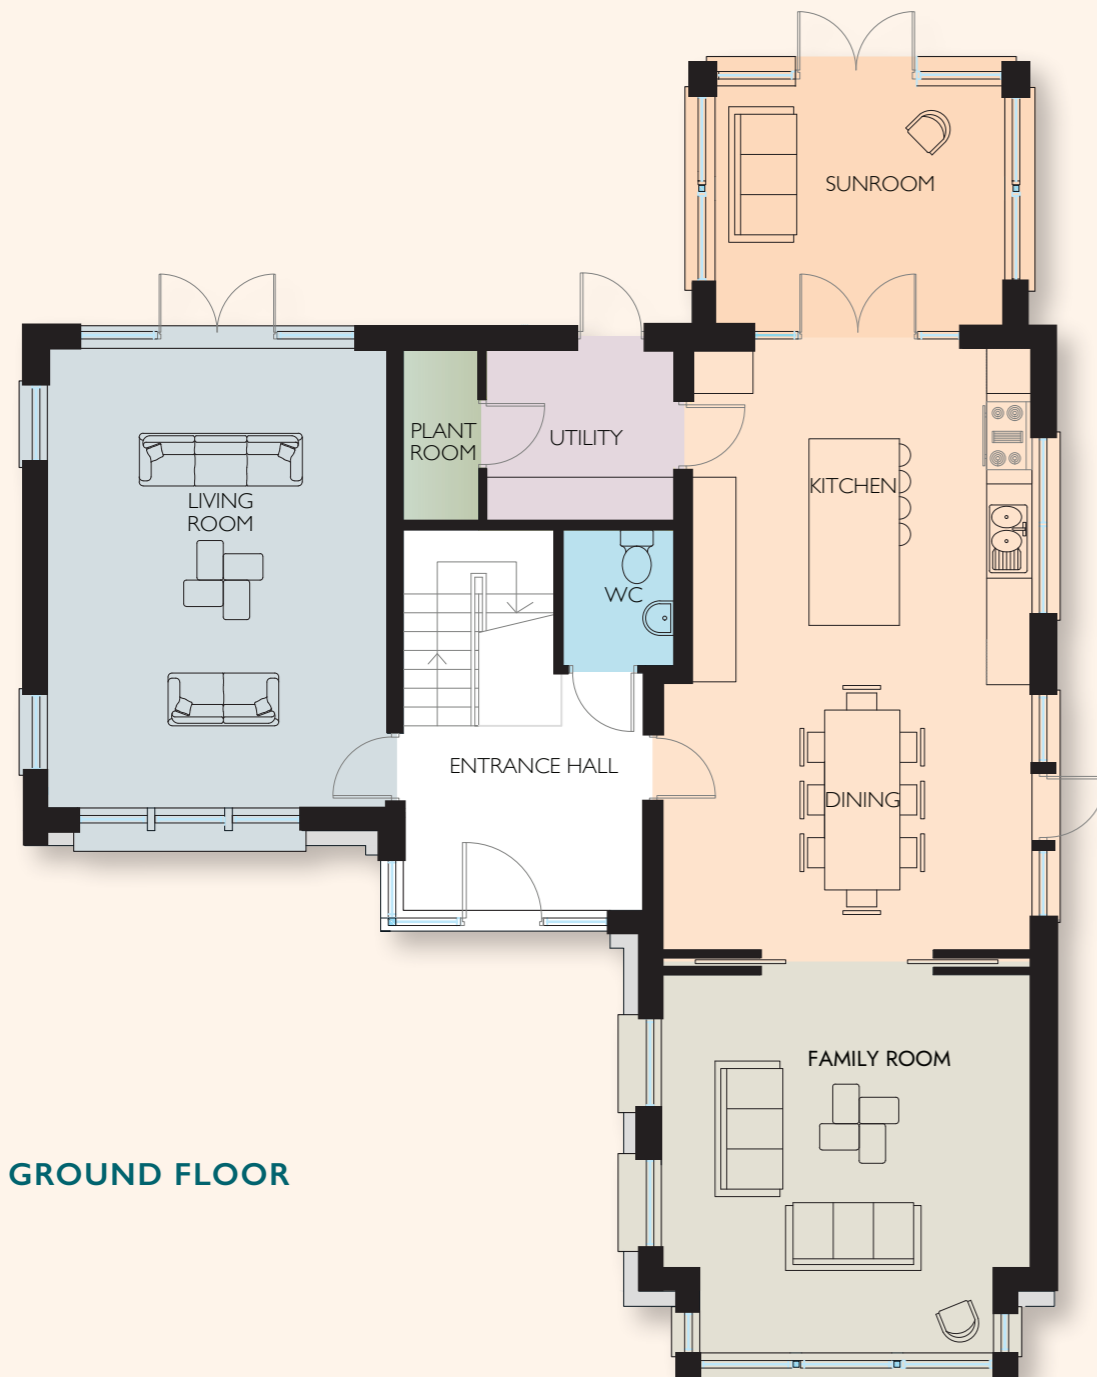 SUNROOM
PLANT
ROOM
UTILITY
KITCHEN
LIVING
ROOM
WC
ENTRANCE HALL
DINING
FAMILY ROOM
GROUND FLOOR